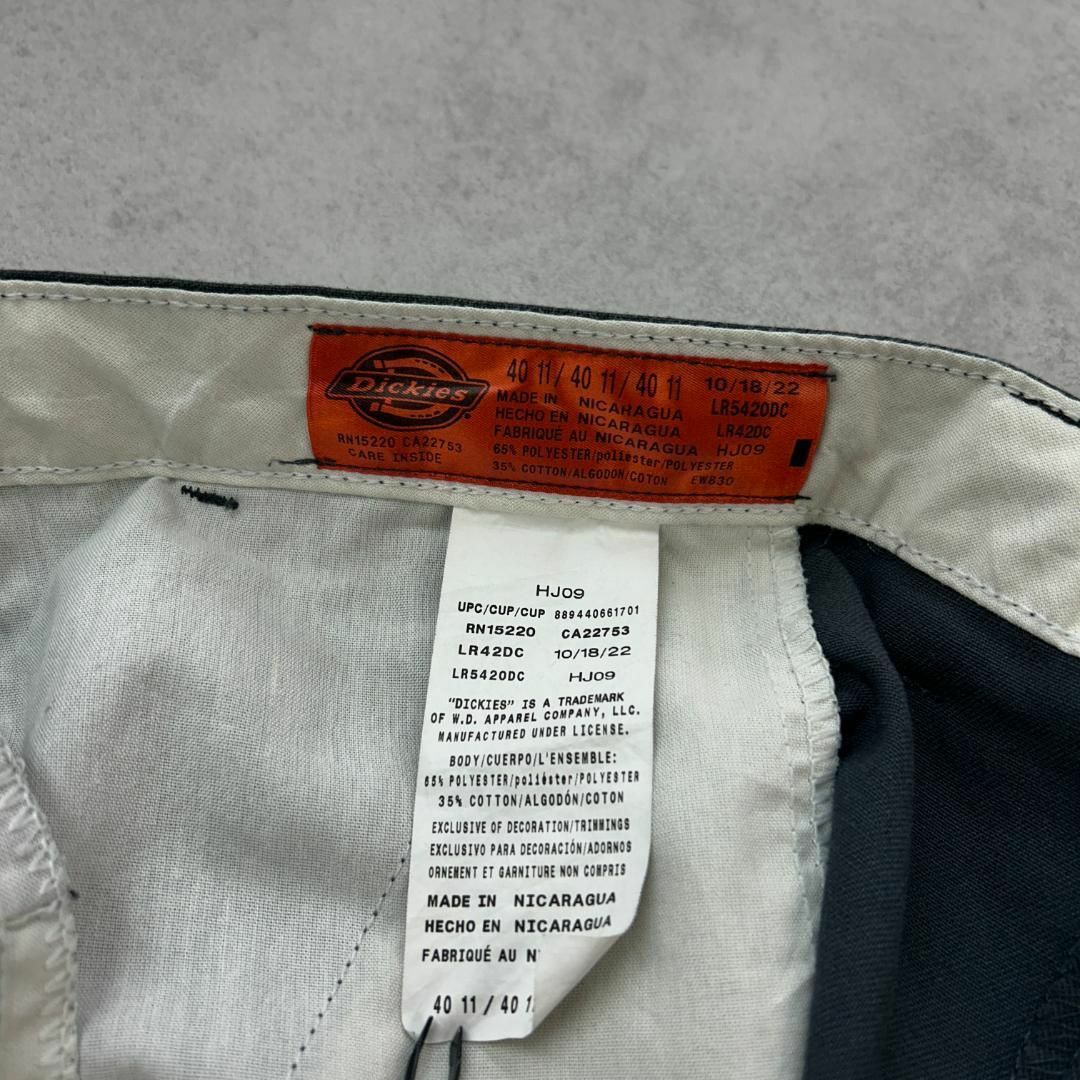 Dickies
RN15220 CA22753
CARE INSIDE
40 11/ 40 11/ 40 11
MADE IN NICARAGUA
HECHO EN NICARAGUA
FABRIQUÉ AU NICARAGUA
65% POLYESTER/poliester/POLYESTER
35% COTTON/ALGODON/COTON EW830
10/18/22
LR5420DC
LR42DC
HJ09
HJ09
UPC/CUP/CUP 889440661701
RN15220 CA22753
LR42DC 10/18/22
LR5420DC HJ09
"DICKIES" IS A TRADEMARK
OF W.D. APPAREL COMPANY, LLC.
MANUFACTURED UNDER LICENSE.
BODY/CUERPO/L'ENSEMBLE:
65% POLYESTER/poliéster/POLYESTER
35% COTTON/ALGODÓN/COTON
EXCLUSIVE OF DECORATION/TRIMMINGS
EXCLUSIVO PARA DECORACIÓN/ADORNOS
ORNEMENT ET GARNITURE NON COMPRIS
MADE IN NICARAGUA
HECHO EN NICARAGUA
FABRIQUÉ AU N
40 11 / 40 1